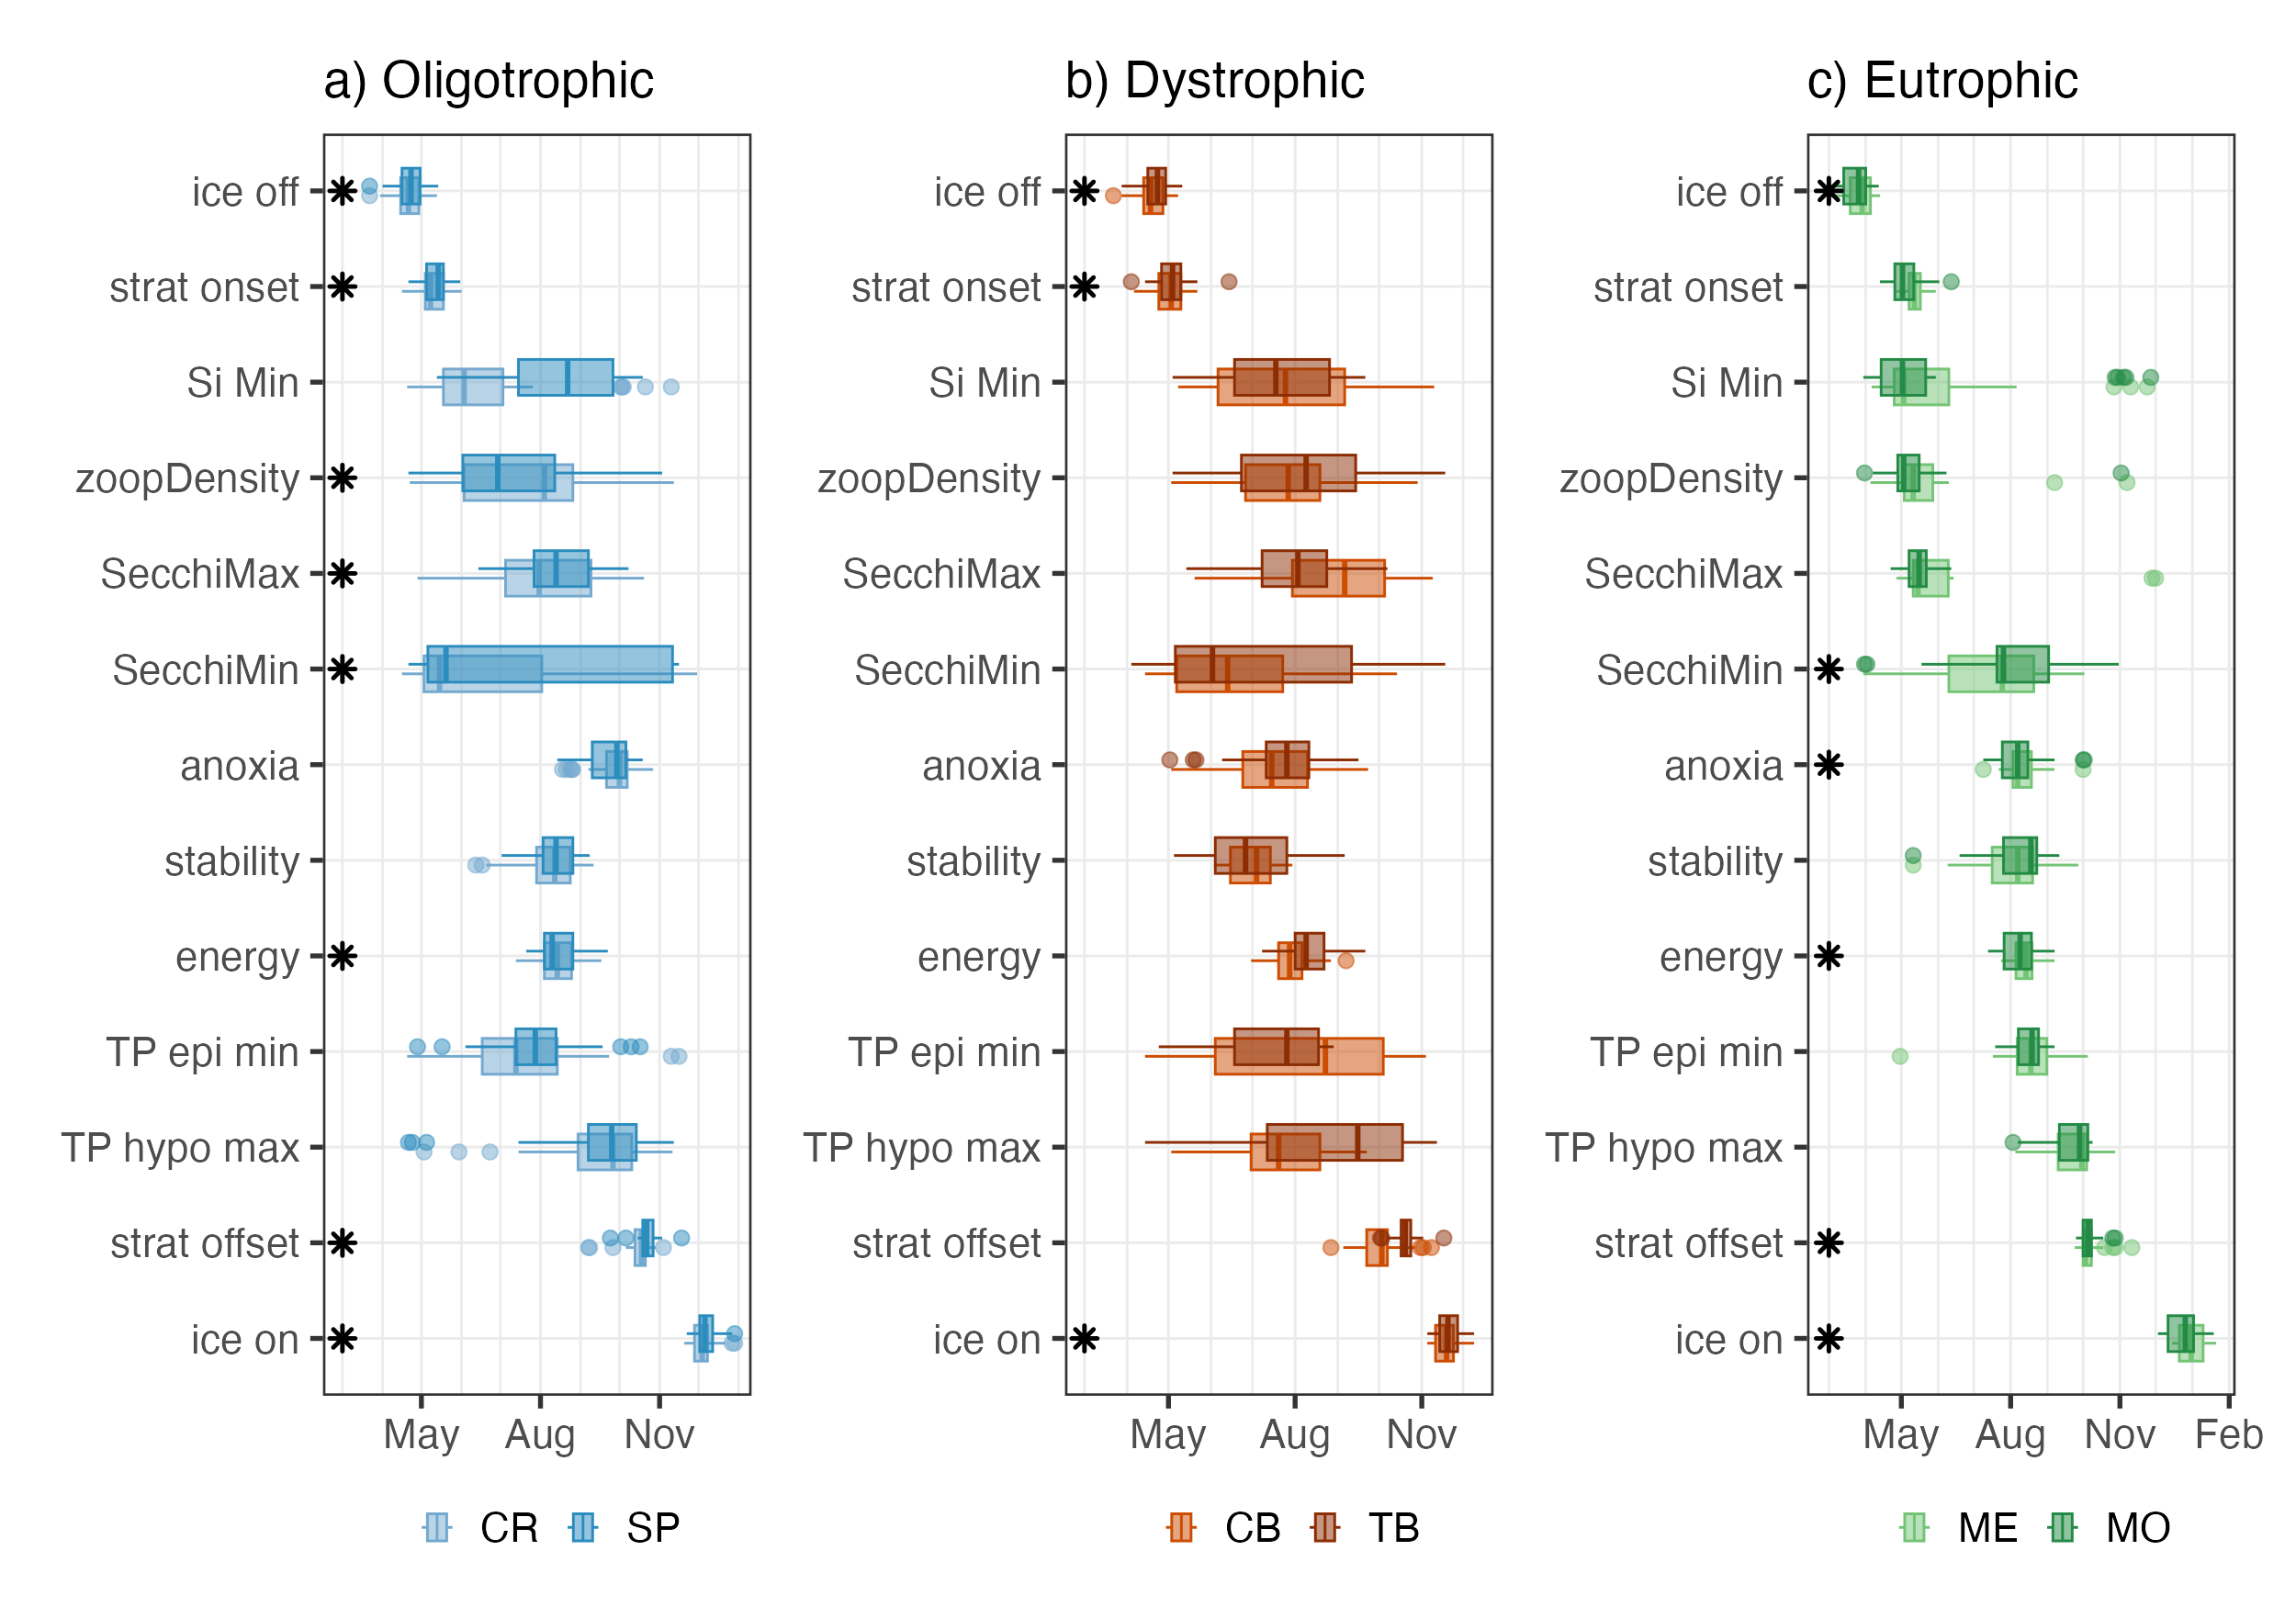 a) Oligotrophic
ice off
strat onset
Si Min
zoopDensity
SecchiMax
SecchiMin
anoxia
stability
energy
TP epi min
TP hypo max
strat offset
ice on
May Aug Nov
CR SP
b) Dystrophic
ice off
strat onset
Si Min
zoopDensity
SecchiMax
SecchiMin
anoxia
stability
energy
TP epi min
TP hypo max
strat offset
ice on
May Aug Nov
CB TB
c) Eutrophic
ice off
strat onset
Si Min
zoopDensity
SecchiMax
SecchiMin
anoxia
stability
energy
TP epi min
TP hypo max
strat offset
ice on
May Aug Nov Feb
ME MO